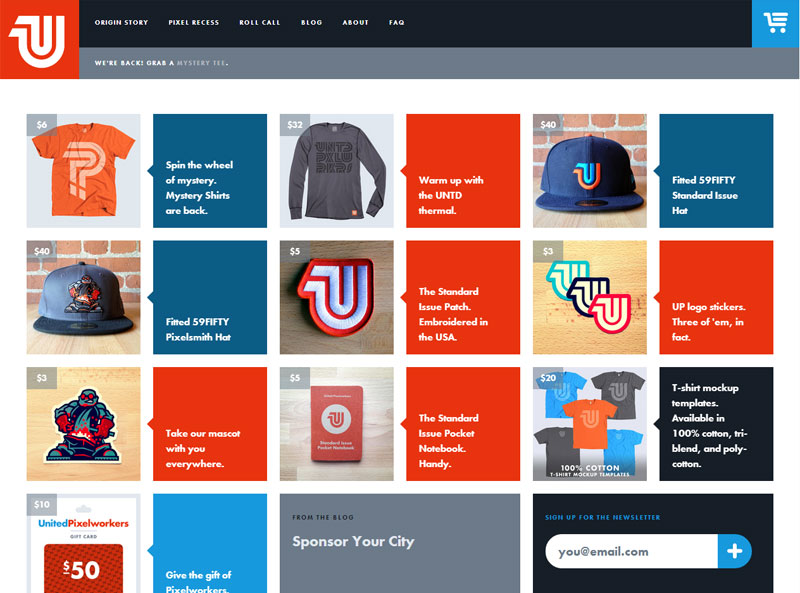 ORIGIN STORY PIXEL RECESS ROLL CALL BLOG ABOUT FAQ
WE'RE BACK! GRAB A MYSTERY TEE.
$6
Spin the wheel
of mystery.
Mystery Shirts
are back.
$32
UNTD
PXLW
RKRS
Warm up with
the UNTD
thermal.
$40
Fitted 59FIFTY
Standard Issue
Hat
$40
Fitted 59FIFTY
Pixelsmith Hat
$5
The Standard
Issue Patch.
Embroidered in
the USA.
$3
UP logo stickers.
Three of 'em, in
fact.
$3
Take our mascot
with you
everywhere.
$5
Standard Issue
Pocket Notebook
The Standard
Issue Pocket
Notebook.
Handy.
$20
100% COTTON
T-SHIRT MOCKUP TEMPLATES
T-shirt mockup
templates.
Available in
100% cotton, tri-
blend, and poly-
cotton.
$10
UnitedPixelworkers
GIFT CARD
$50
Give the gift of
Pixelworkers.
FROM THE BLOG
Sponsor Your City
SIGN UP FOR THE NEWSLETTER
you@email.com